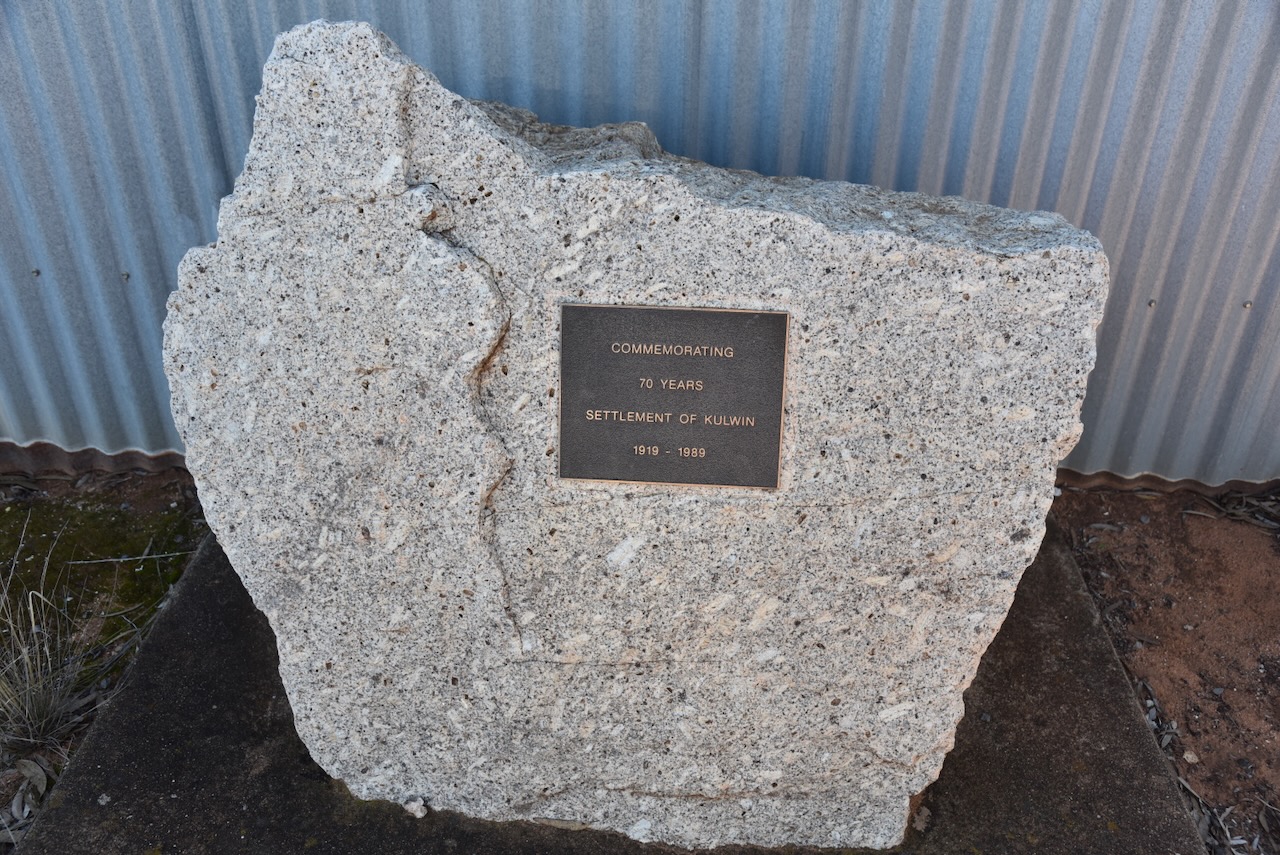 COMMEMORATING
70 YEARS
SETTLEMENT OF KULWIN
1919 - 1989